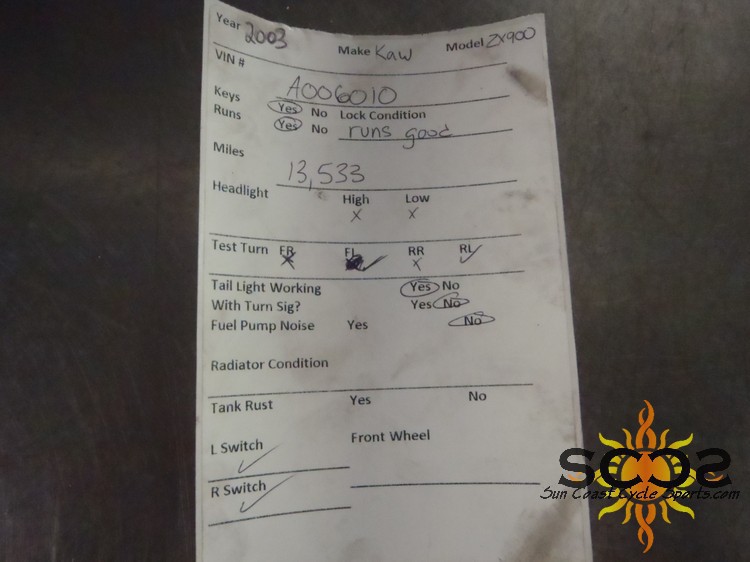 Year 2003 Make Kaw Model ZX900
VIN # A006010
Keys Yes No Lock Condition
Runs Yes No runs good
Miles 13,533
Headlight High Low
X X
Test Turn FR FL RR RL
X ✓ X ✓
Tail Light Working Yes No
With Turn Sig? Yes No
Fuel Pump Noise Yes No
Radiator Condition
Tank Rust Yes No
L Switch ✓ Front Wheel
R Switch ✓
SCCS
Sun Coast Cycle Sports.com